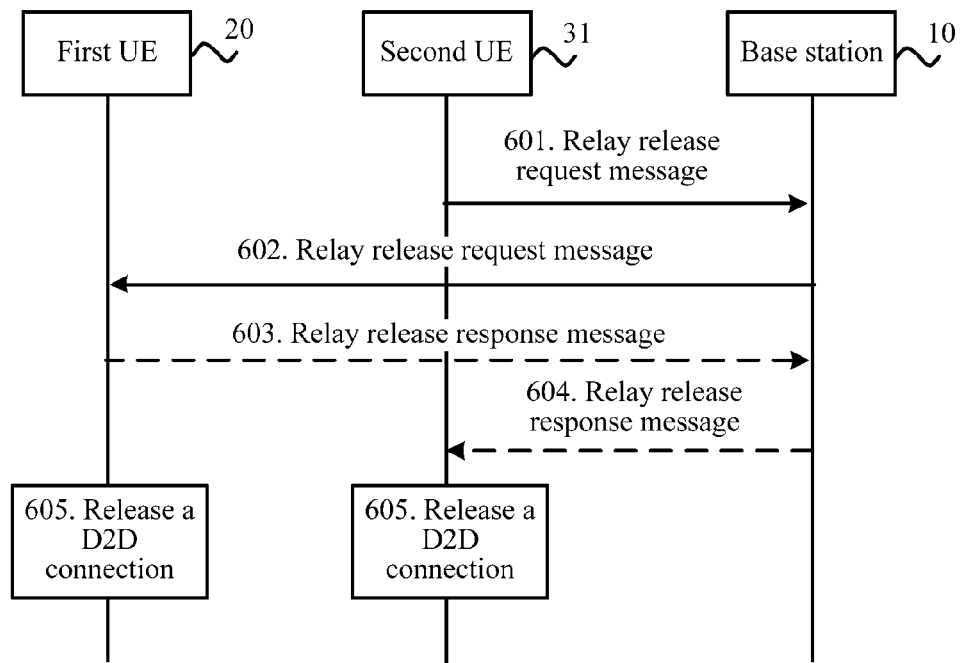 First UE
20
Second UE
31
Base station
10
601. Relay release
request message
602. Relay release request message
603. Relay release response message
604. Relay release
response message
605. Release a
D2D
connection
605. Release a
D2D
connection